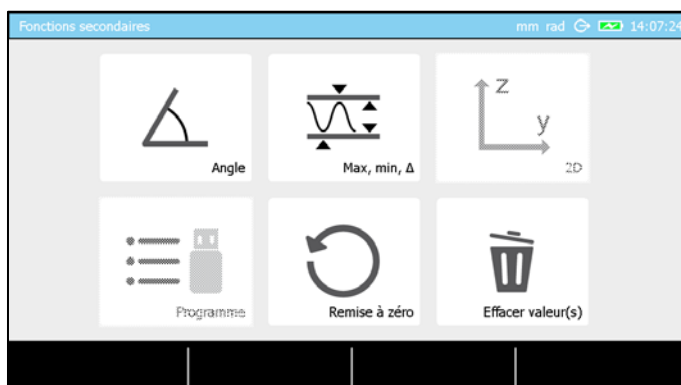 Fonctions secondaires mm rad 14:07:24
Angle Max, min, Δ z y 2D
Programme Remise à zéro Effacer valeur(s)